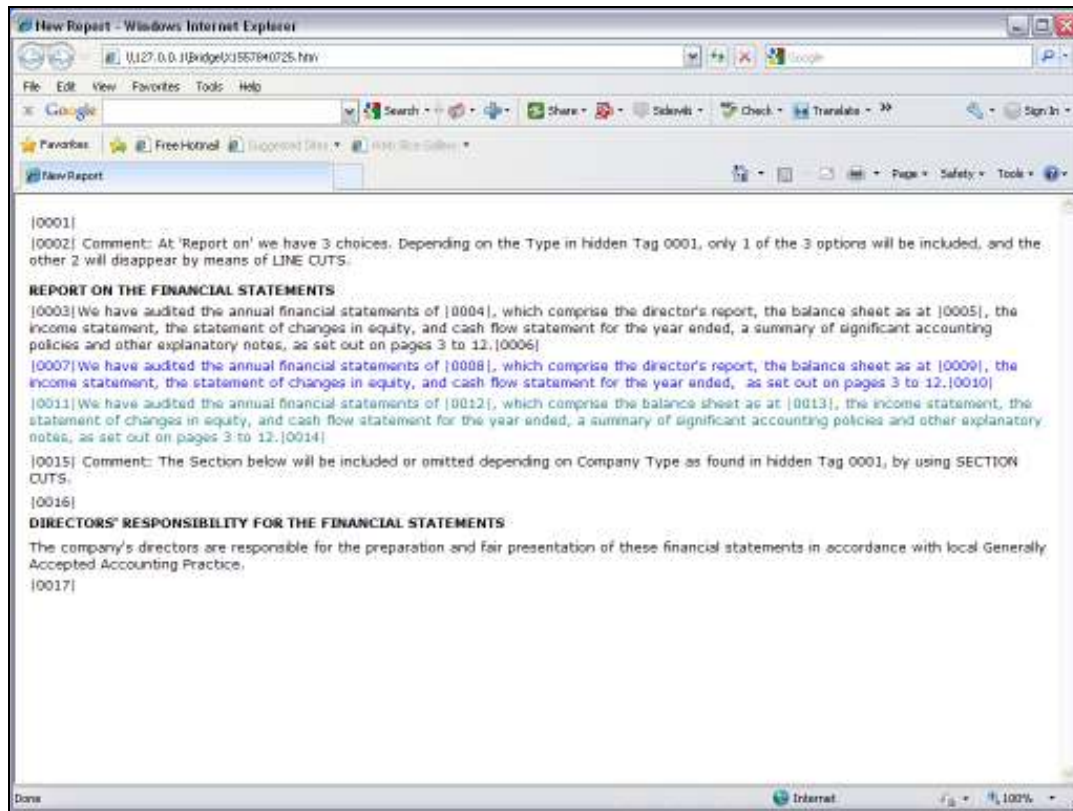 New Report - Windows Internet Explorer
Google
File Edit View Favorites Tools Help
x Google Search Share Sidewiki Check Translate Sign In
Favorites Free Hotmail Suggested Sites Web Slice Gallery
New Report Page Safety Tools
|0001|
|0002| Comment: At 'Report on' we have 3 choices. Depending on the Type in hidden Tag 0001, only 1 of the 3 options will be included, and the
other 2 will disappear by means of LINE CUTS.
REPORT ON THE FINANCIAL STATEMENTS
|0003|We have audited the annual financial statements of |0004|, which comprise the director's report, the balance sheet as at |0005|, the
income statement, the statement of changes in equity, and cash flow statement for the year ended, a summary of significant accounting
policies and other explanatory notes, as set out on pages 3 to 12.|0006|
|0007|We have audited the annual financial statements of |0008|, which comprise the director's report, the balance sheet as at |0009|, the
income statement, the statement of changes in equity, and cash flow statement for the year ended, as set out on pages 3 to 12.|0010|
|0011|We have audited the annual financial statements of |0012|, which comprise the balance sheet as at |0013|, the income statement, the
statement of changes in equity, and cash flow statement for the year ended, a summary of significant accounting policies and other explanatory
notes, as set out on pages 3 to 12.|0014|
|0015| Comment: The Section below will be included or omitted depending on Company Type as found in hidden Tag 0001, by using SECTION
CUTS.
|0016|
DIRECTORS' RESPONSIBILITY FOR THE FINANCIAL STATEMENTS
The company's directors are responsible for the preparation and fair presentation of these financial statements in accordance with local Generally
Accepted Accounting Practice.
|0017|
Done Internet 100%